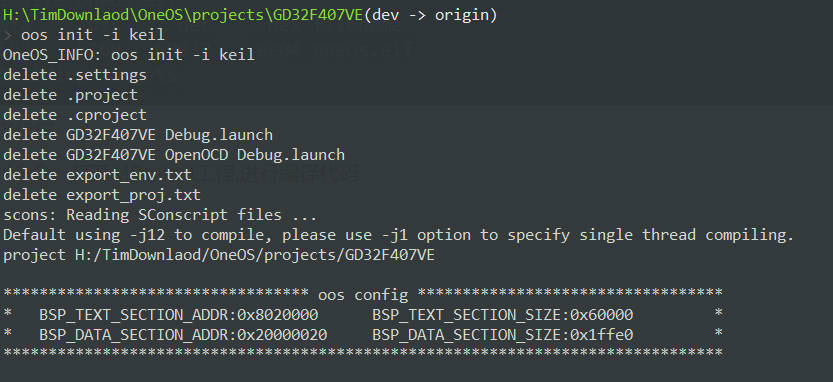 H:\TimDownlaod\OneOS\projects\GD32F407VE(dev -> origin)
> oos init -i keil
OneOS_INFO: oos init -i keil
delete .settings
delete .project
delete .cproject
delete GD32F407VE Debug.launch
delete GD32F407VE OpenOCD Debug.launch
delete export_env.txt
delete export_proj.txt
scons: Reading SConscript files ...
Default using -j12 to compile, please use -j1 option to specify single thread compiling.
project H:/TimDownlaod/OneOS/projects/GD32F407VE
********************************* oos config **********************************
* BSP_TEXT_SECTION_ADDR:0x8020000 BSP_TEXT_SECTION_SIZE:0x60000 *
* BSP_DATA_SECTION_ADDR:0x20000020 BSP_DATA_SECTION_SIZE:0x1ffe0 *
********************************************************************************